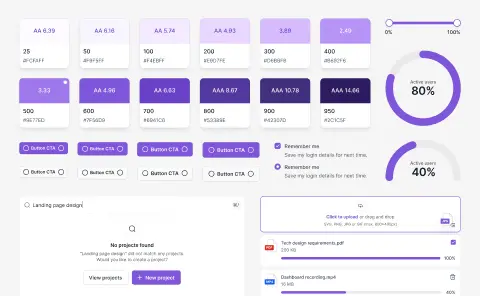 AA 6.39
AA 6.16
AA 5.74
AA 4.93
3.89
2.49
25
50
100
200
300
400
#FCFAFF
#F9F5FF
#F4EBFF
#E9D7FE
#D6BBFB
#B692F6
0%
100%
3.33
AA 4.98
AAA 8.67
AAA 10.78
AAA 14.66
500
600
700
800
900
950
#9E77ED
#7F56D9
#6941C6
#53389E
#42307D
#2C1C5F
Active users
80%
Button CTA
Button CTA
Button CTA
Button CTA
Button CTA
Button CTA
Button CTA
Button CTA
Remember me
Save my login details for next time.
Remember me
Save my login details for next time.
Active users
40%
Landing page design
No projects found
"Landing page design" did not match any projects.
Would you like to create a project?
View projects
New project
Click to upload or drag and drop
SVG, PNG, JPG or GIF (max. 800x400px)
JPG
PDF
Tech design requirements.pdf
200 KB
100%
MP4
Dashboard recording.mp4
16 MB
40%